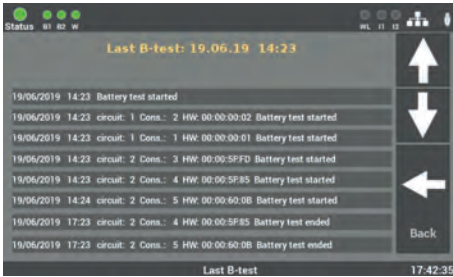 Status B1 B2 W WL I1 I2
Last B-test: 19.06.19 14:23
19/06/2019 14:23 Battery test started
19/06/2019 14:23 circuit: 1 Cons.: 2 HW: 00:00:00:02 Battery test started
19/06/2019 14:23 circuit: 1 Cons.: 1 HW: 00:00:00:01 Battery test started
19/06/2019 14:23 circuit: 2 Cons.: 3 HW: 00:00:5F:FD Battery test started
19/06/2019 14:23 circuit: 2 Cons.: 4 HW: 00:00:5F:85 Battery test started
19/06/2019 14:24 circuit: 2 Cons.: 5 HW: 00:00:60:0B Battery test started
19/06/2019 17:23 circuit: 2 Cons.: 4 HW: 00:00:5F:85 Battery test ended
19/06/2019 17:23 circuit: 2 Cons.: 5 HW: 00:00:60:0B Battery test ended
Back
Last B-test 17:42:35